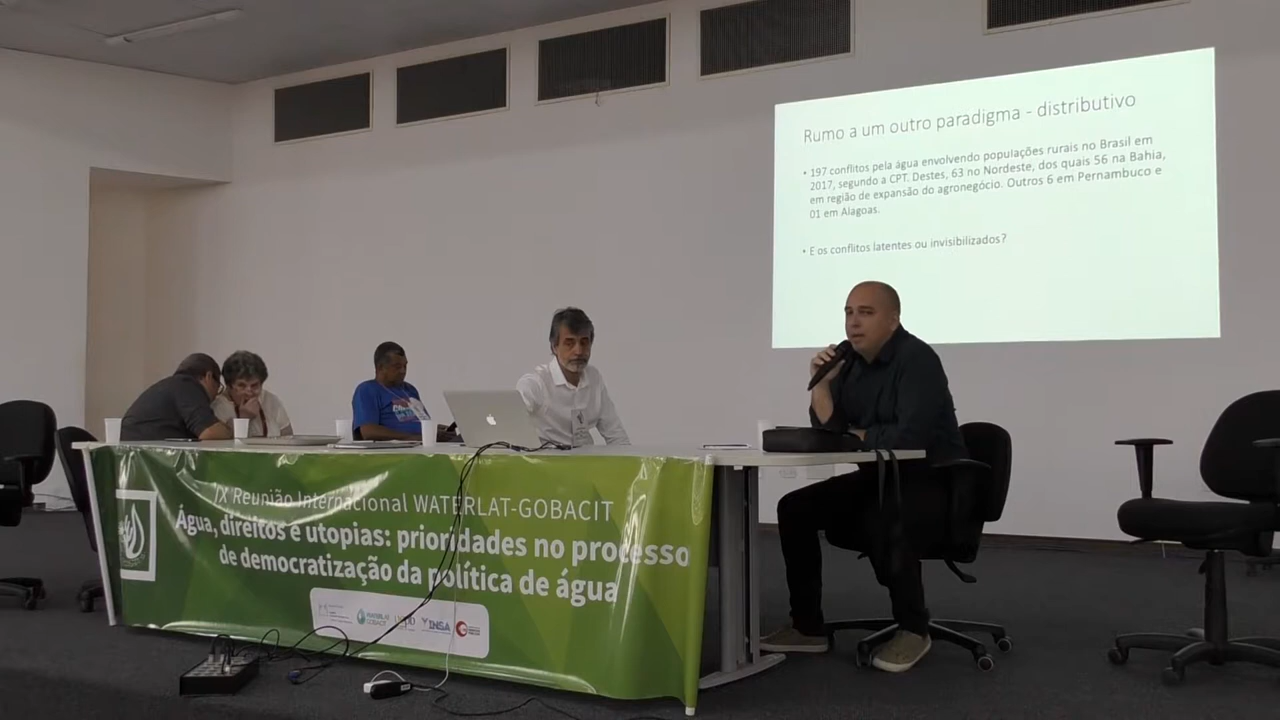 Rumo a um outro paradigma - distributivo
• 197 conflitos pela água envolvendo populações rurais no Brasil em
2017, segundo a CPT. Destes, 63 no Nordeste, dos quais 56 na Bahia,
em região de expansão do agronegócio. Outros 6 em Pernambuco e
01 em Alagoas.
• E os conflitos latentes ou invisibilizados?
IX Reunião Internacional WATERLAT-GOBACIT
Água, direitos e utopias: prioridades no processo
de democratização da política de água
WATERLAT
GOBACIT
INSA